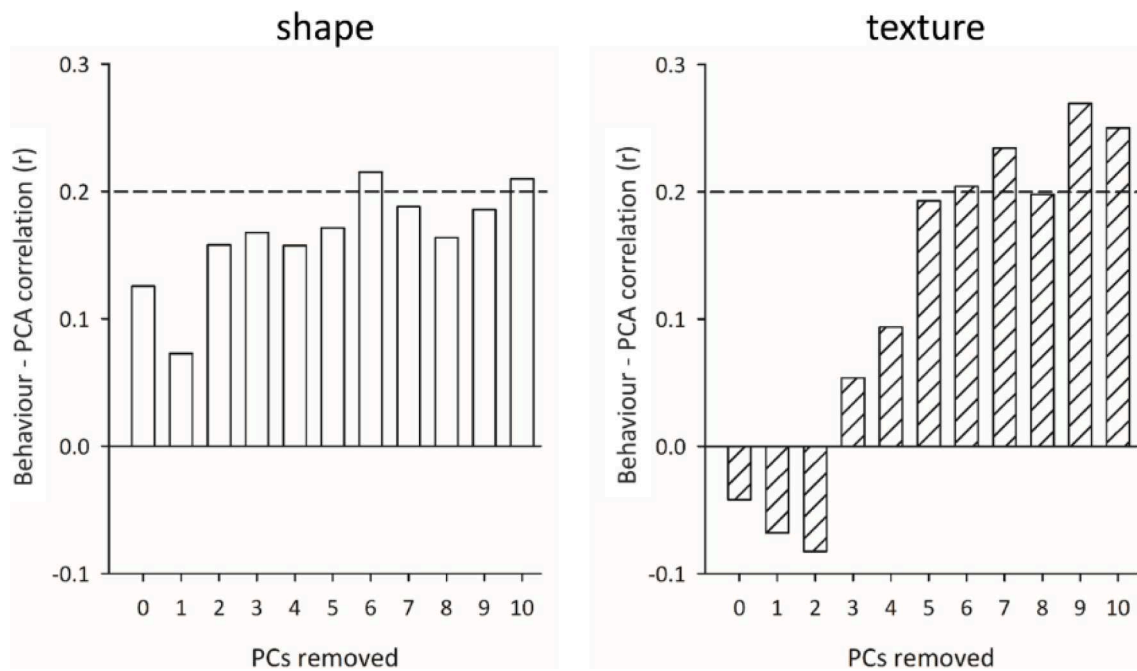 shape
0.3
0.2
0.1
0.0
-0.1
Behaviour - PCA correlation (r)
0 1 2 3 4 5 6 7 8 9 10
PCs removed
texture
0.3
0.2
0.1
0.0
-0.1
Behaviour - PCA correlation (r)
0 1 2 3 4 5 6 7 8 9 10
PCs removed